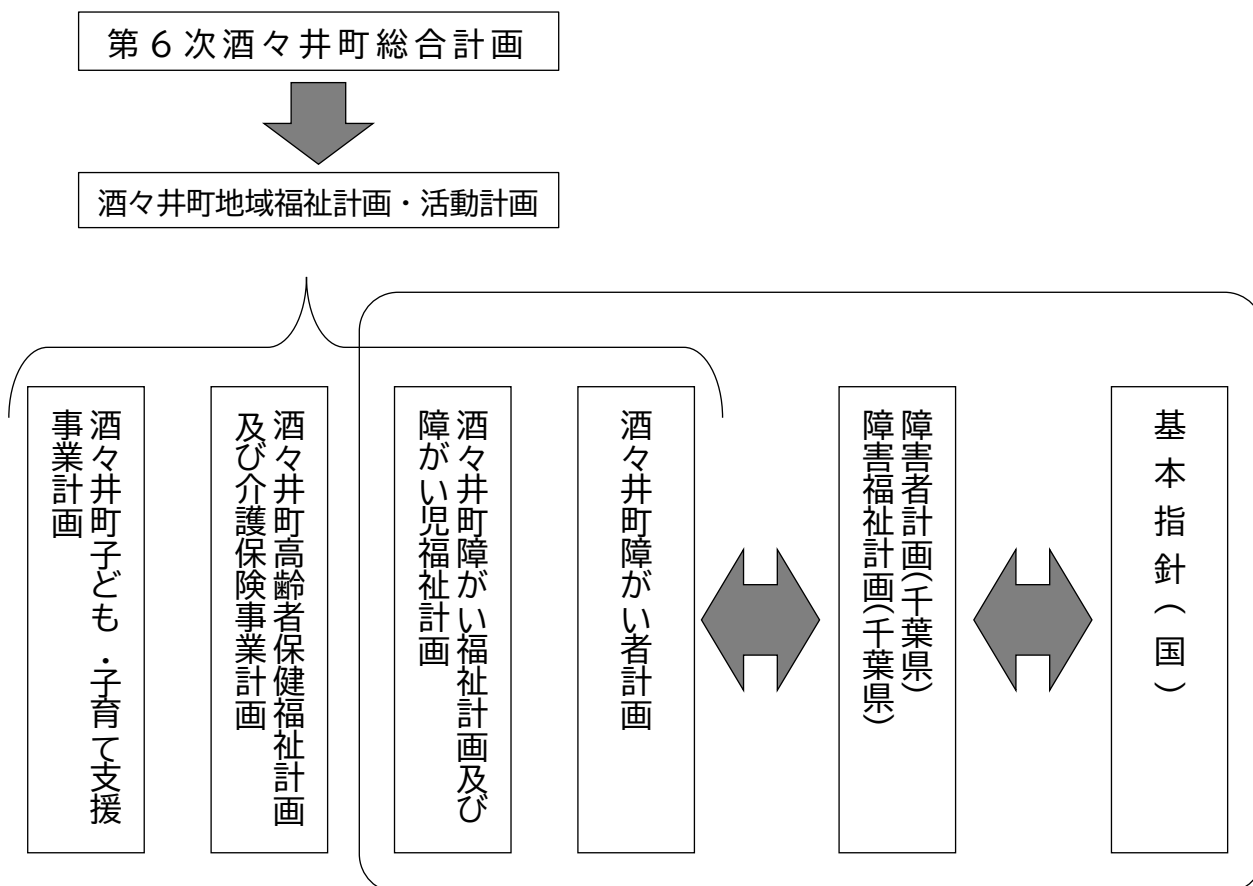 第６次酒々井町総合計画
酒々井町地域福祉計画・活動計画
酒々井町子ども・子育て支援
事業計画
酒々井町高齢者保健福祉計画
及び介護保険事業計画
酒々井町障がい福祉計画及び
障がい児福祉計画
酒々井町障がい者計画
障害者計画(千葉県)
障害福祉計画(千葉県)
基本指針（国）